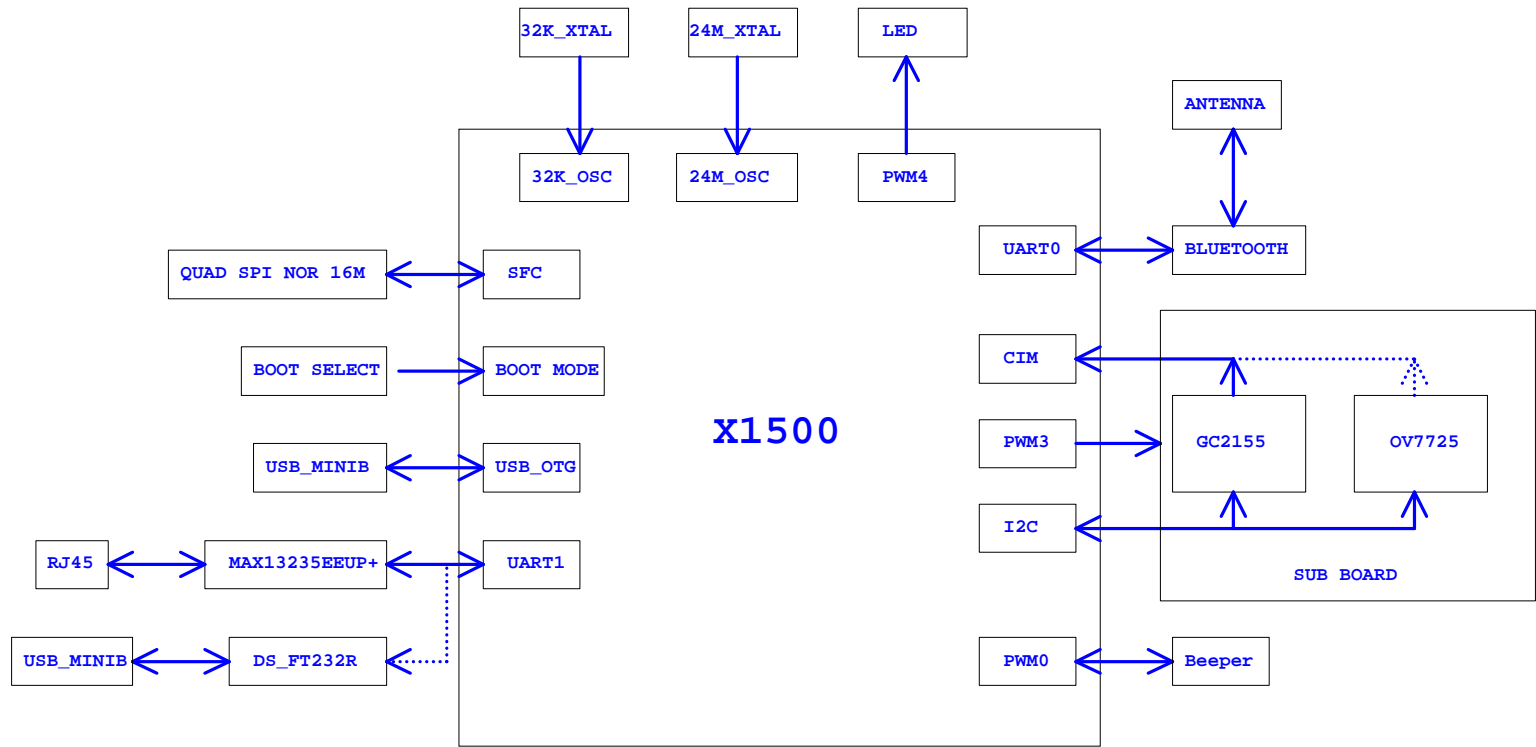 32K_XTAL
24M_XTAL
LED
ANTENNA
32K_OSC
24M_OSC
PWM4
UART0
BLUETOOTH
QUAD SPI NOR 16M
SFC
CIM
BOOT SELECT
BOOT MODE
X1500
PWM3
GC2155
OV7725
USB_MINIB
USB_OTG
I2C
RJ45
MAX13235EEUP+
UART1
SUB BOARD
USB_MINIB
DS_FT232R
PWM0
Beeper